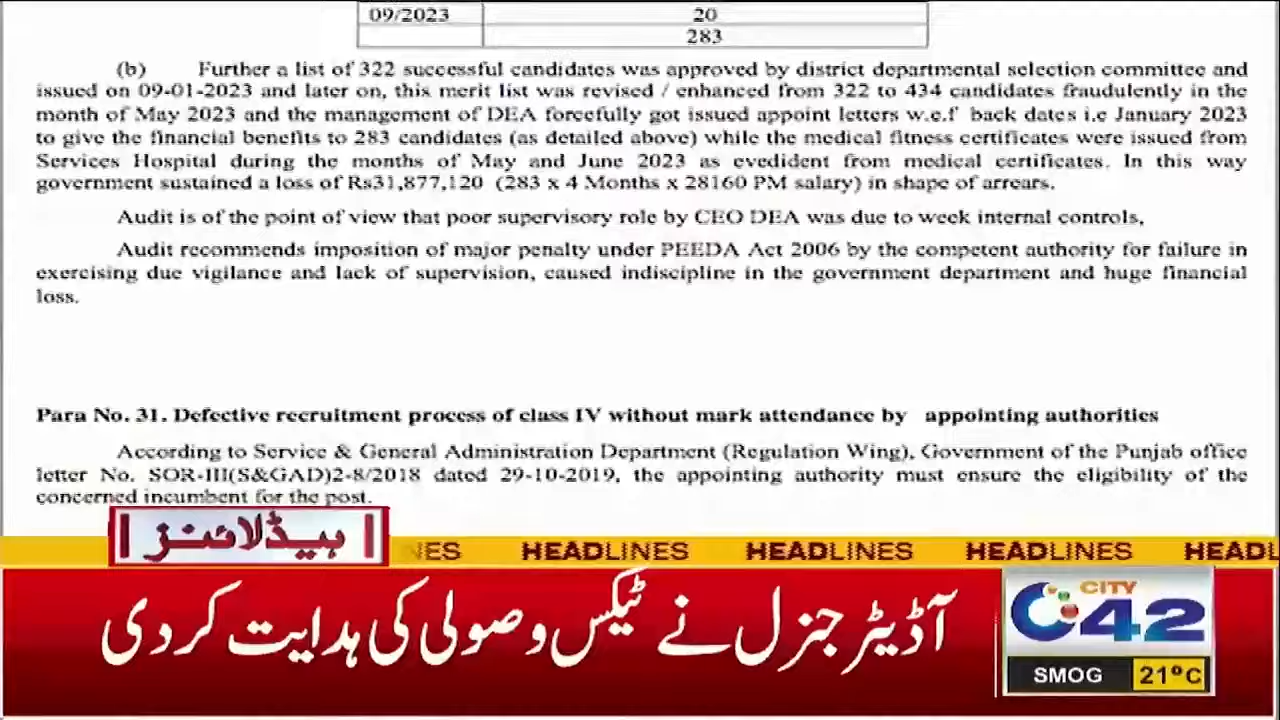 09/2023 20
283
(b) Further a list of 322 successful candidates was approved by district departmental selection committee and
issued on 09-01-2023 and later on, this merit list was revised / enhanced from 322 to 434 candidates fraudulently in the
month of May 2023 and the management of DEA forcefully got issued appoint letters w.e.f back dates i.e January 2023
to give the financial benefits to 283 candidates (as detailed above) while the medical fitness certificates were issued from
Services Hospital during the months of May and June 2023 as evedident from medical certificates. In this way
government sustained a loss of Rs31,877,120 (283 x 4 Months x 28160 PM salary) in shape of arrears.
Audit is of the point of view that poor supervisory role by CEO DEA was due to week internal controls,
Audit recommends imposition of major penalty under PEEDA Act 2006 by the competent authority for failure in
exercising due vigilance and lack of supervision, caused indiscipline in the government department and huge financial
loss.
Para No. 31. Defective recruitment process of class IV without mark attendance by appointing authorities
According to Service & General Administration Department (Regulation Wing), Government of the Punjab office
letter No. SOR-III(S&GAD)2-8/2018 dated 29-10-2019, the appointing authority must ensure the eligibility of the
concerned incumbent for the post.
ہیڈلائنز
NES HEADLINES HEADLINES HEADLINES HEADL
آڈیٹر جنرل نے ٹیکس وصولی کی ہدایت کر دی
CITY
42
SMOG 21°C